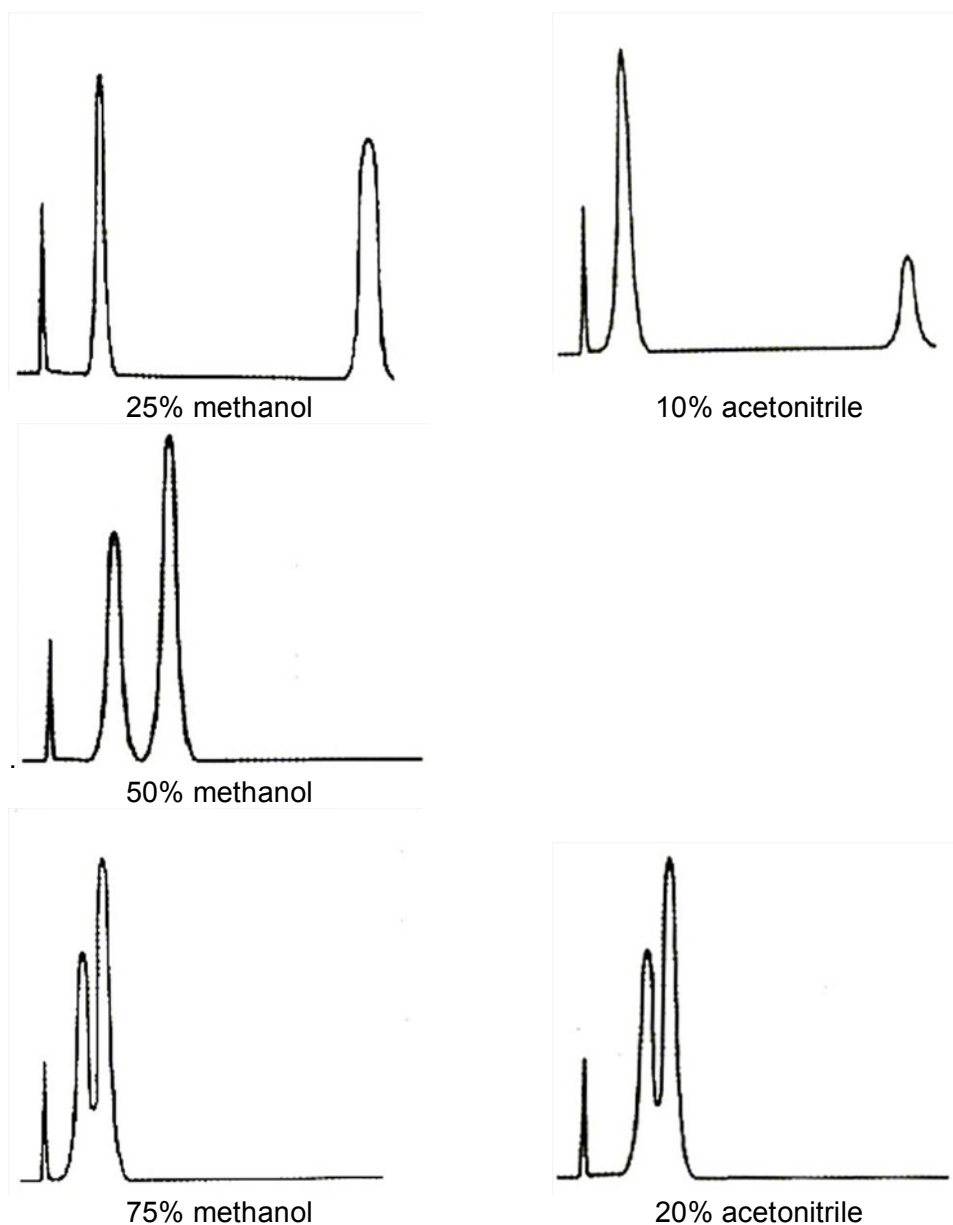 25% methanol
10% acetonitrile
50% methanol
75% methanol
20% acetonitrile